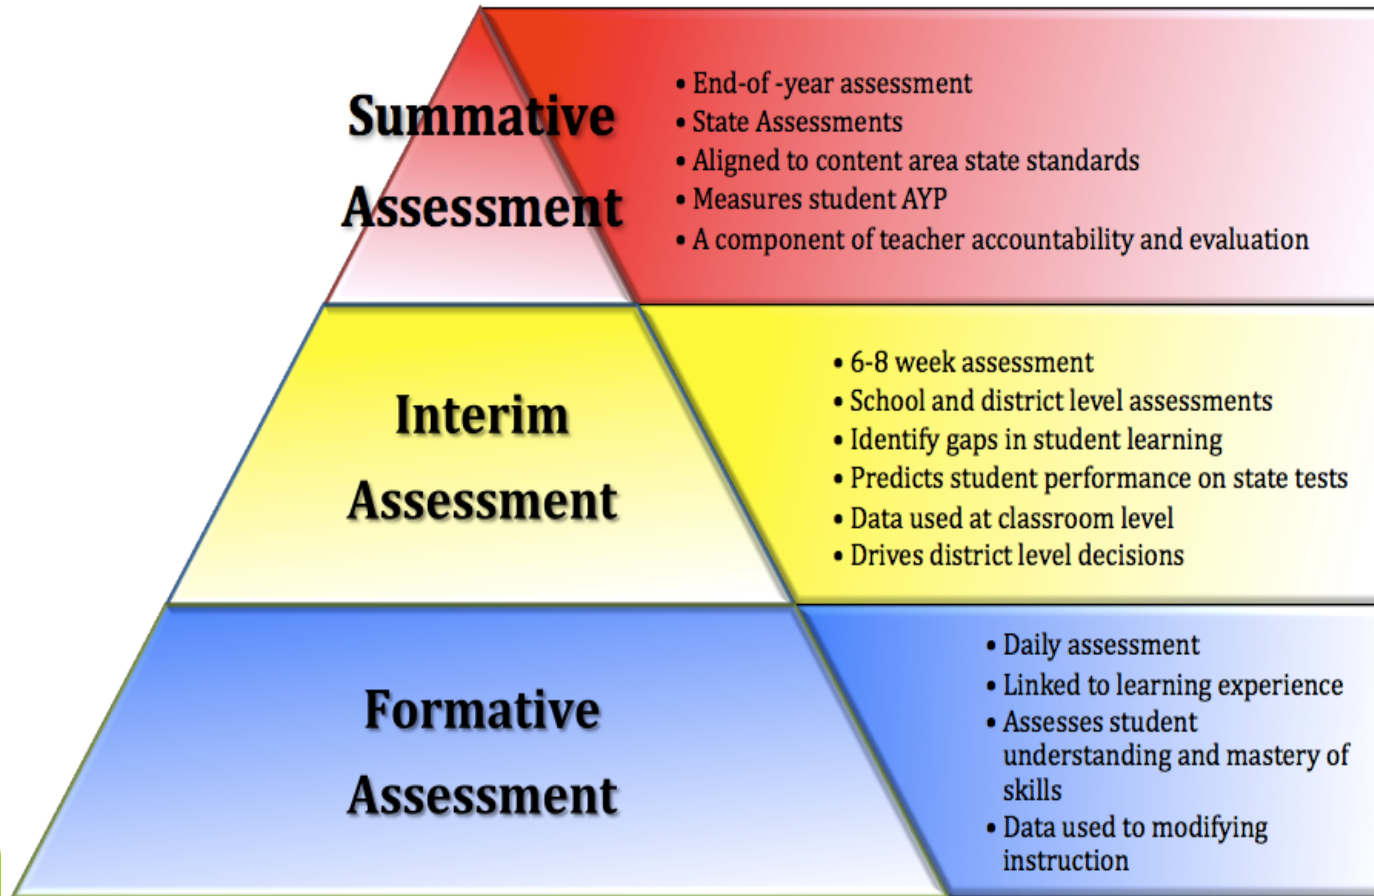 Summative
Assessment
• End-of -year assessment
• State Assessments
• Aligned to content area state standards
• Measures student AYP
• A component of teacher accountability and evaluation
Interim
Assessment
• 6-8 week assessment
• School and district level assessments
• Identify gaps in student learning
• Predicts student performance on state tests
• Data used at classroom level
• Drives district level decisions
Formative
Assessment
• Daily assessment
• Linked to learning experience
• Assesses student
understanding and mastery of
skills
• Data used to modifying
instruction